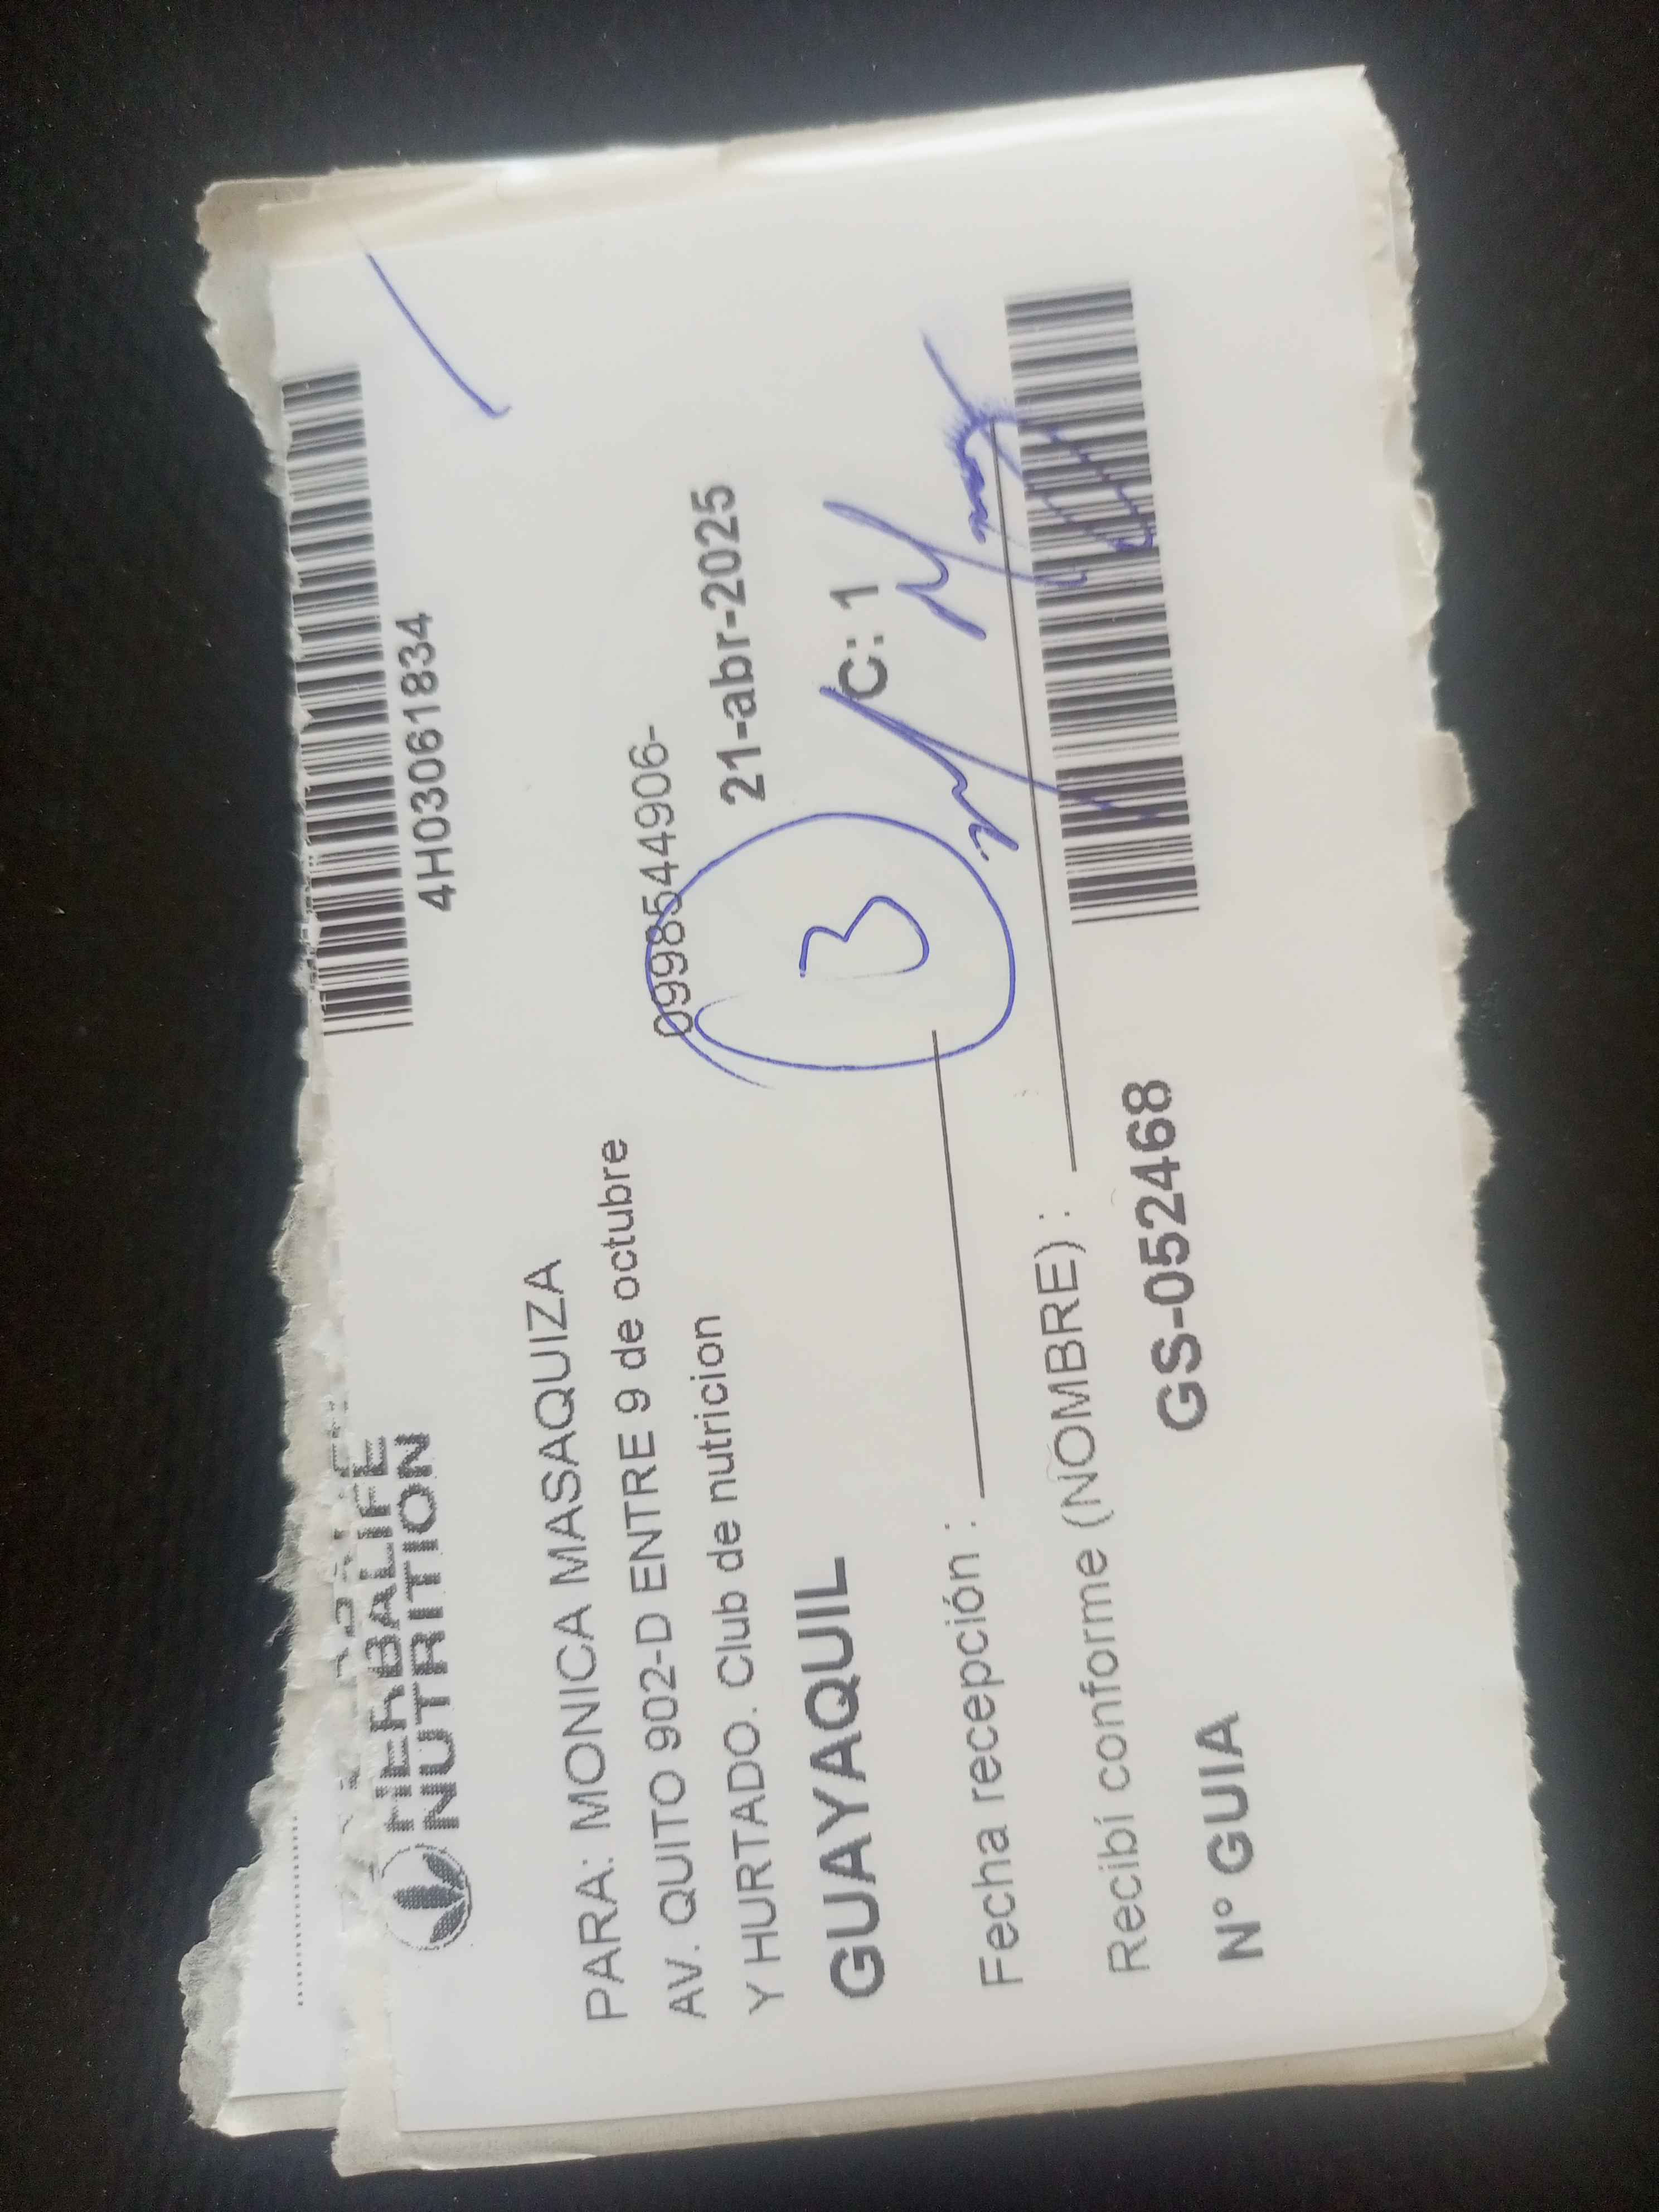 HERBALIFE
NUTRITION
4H03061834
PARA: MONICA MASAQUIZA
AV. QUITO 902-D ENTRE 9 de octubre
0998544906-
Y HURTADO. Club de nutricion
21-abr-2025
GUAYAQUIL
3
C: 1
Fecha recepción :
Recibí conforme (NOMBRE) :
GS-052468
N° GUIA